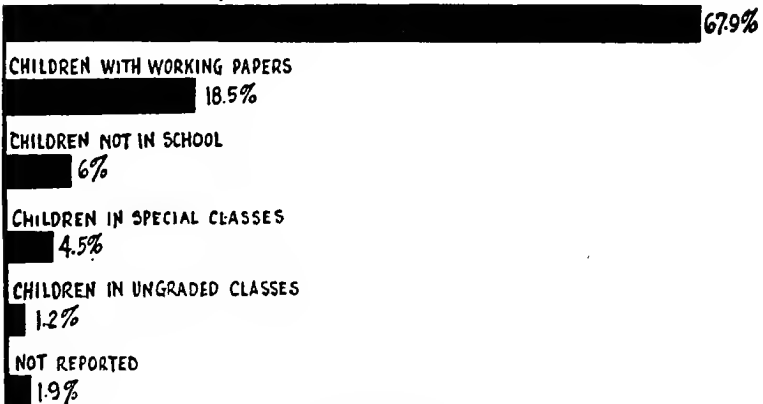 67.9%
CHILDREN WITH WORKING PAPERS
18.5%
CHILDREN NOT IN SCHOOL
6%
CHILDREN IN SPECIAL CLASSES
4.5%
CHILDREN IN UNGRADED CLASSES
1.2%
NOT REPORTED
1.9%